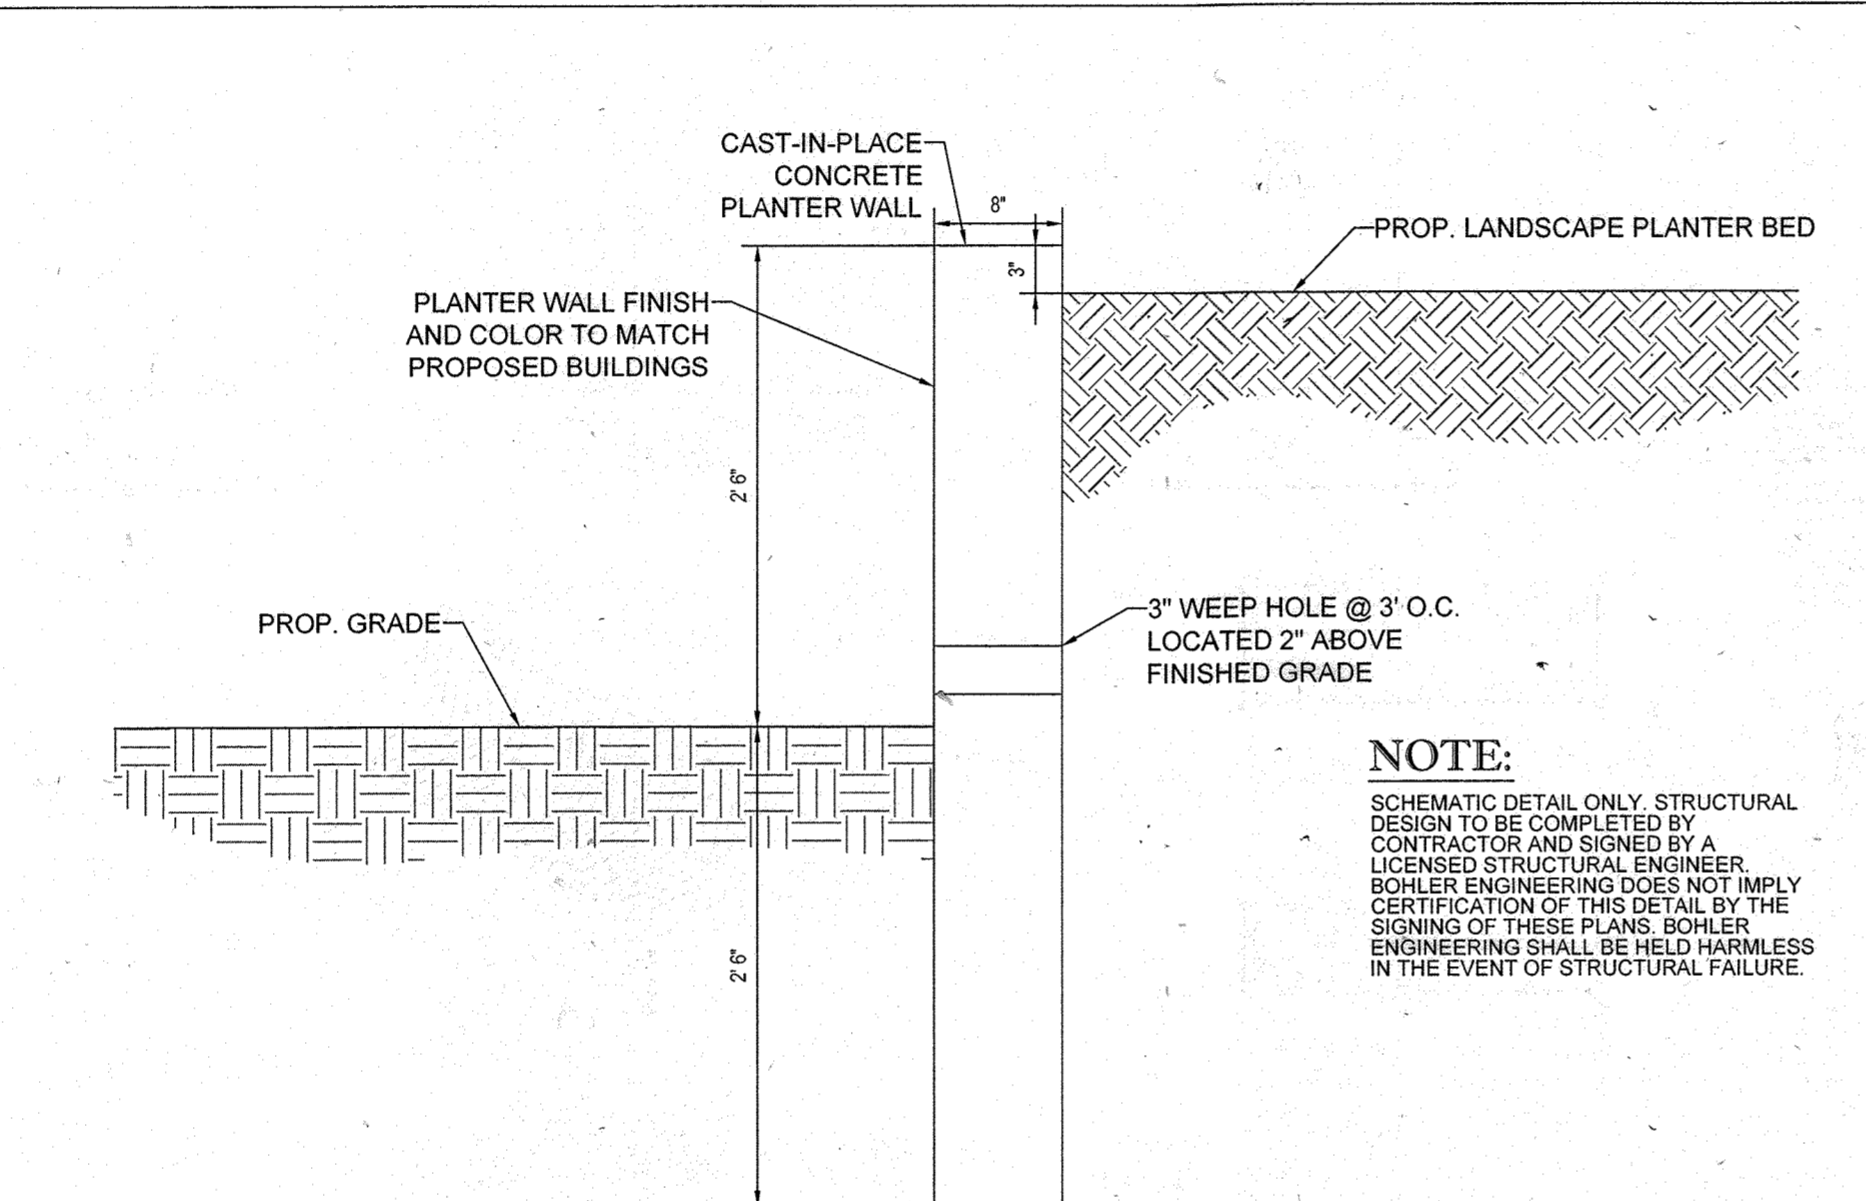 CAST-IN-PLACE
CONCRETE
PLANTER WALL
8"
3"
PROP. LANDSCAPE PLANTER BED
PLANTER WALL FINISH
AND COLOR TO MATCH
PROPOSED BUILDINGS
2' 6"
PROP. GRADE
3" WEEP HOLE @ 3' O.C.
LOCATED 2" ABOVE
FINISHED GRADE
2' 6"
NOTE:
SCHEMATIC DETAIL ONLY. STRUCTURAL
DESIGN TO BE COMPLETED BY
CONTRACTOR AND SIGNED BY A
LICENSED STRUCTURAL ENGINEER.
BOHLER ENGINEERING DOES NOT IMPLY
CERTIFICATION OF THIS DETAIL BY THE
SIGNING OF THESE PLANS. BOHLER
ENGINEERING SHALL BE HELD HARMLESS
IN THE EVENT OF STRUCTURAL FAILURE.